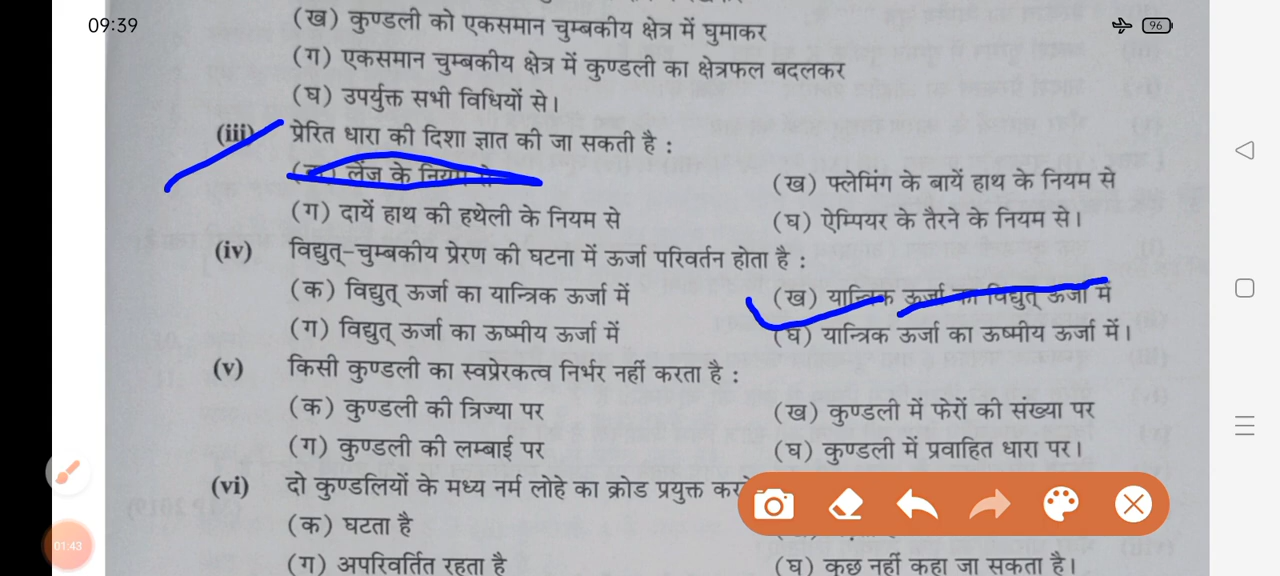 09:39
96
(ख) कुण्डली को एकसमान चुम्बकीय क्षेत्र में घुमाकर
(ग) एकसमान चुम्बकीय क्षेत्र में कुण्डली का क्षेत्रफल बदलकर
(घ) उपर्युक्त सभी विधियों से।
(iii) प्रेरित धारा की दिशा ज्ञात की जा सकती है :
लेंज के नियम से (ख) फ्लेमिंग के बायें हाथ के नियम से
(ग) दायें हाथ की हथेली के नियम से (घ) ऐम्पियर के तैरने के नियम से।
(iv) विद्युत्-चुम्बकीय प्रेरण की घटना में ऊर्जा परिवर्तन होता है :
(क) विद्युत् ऊर्जा का यान्त्रिक ऊर्जा में (ख) यान्त्रिक ऊर्जा का विद्युत् ऊर्जा में
(ग) विद्युत् ऊर्जा का ऊष्मीय ऊर्जा में (घ) यान्त्रिक ऊर्जा का ऊष्मीय ऊर्जा में।
(v) किसी कुण्डली का स्वप्रेरकत्व निर्भर नहीं करता है :
(क) कुण्डली की त्रिज्या पर (ख) कुण्डली में फेरों की संख्या पर
(ग) कुण्डली की लम्बाई पर (घ) कुण्डली में प्रवाहित धारा पर।
(vi) दो कुण्डलियों के मध्य नर्म लोहे का क्रोड प्रयुक्त
(क) घटता है
(ग) अपरिवर्तित रहता है (घ) कुछ नहीं कहा जा सकता है।
01:43